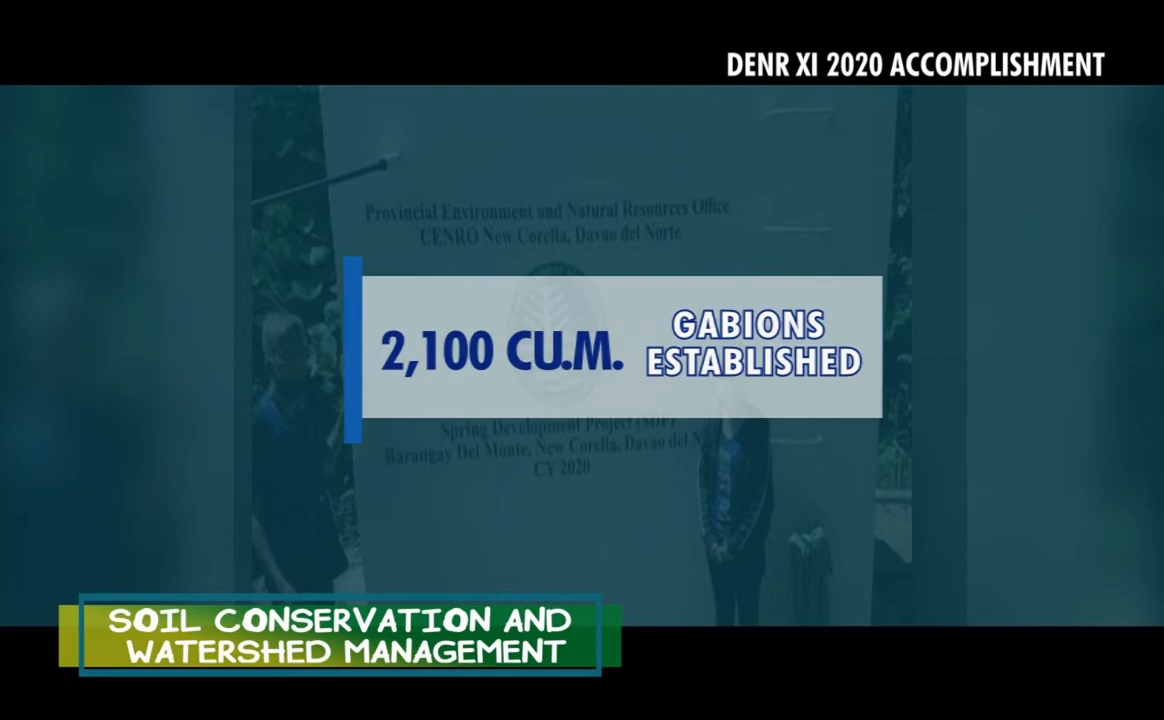 DENR XI 2020 ACCOMPLISHMENT
Provincial Environment and Natural Resources Office
CENRO New Corella, Davao del Norte
2,100 CU.M.
GABIONS
ESTABLISHED
Spring Development Project (SDP)
Barangay Del Monte, New Corella, Davao del
CY 2020
SOIL CONSERVATION AND
WATERSHED MANAGEMENT